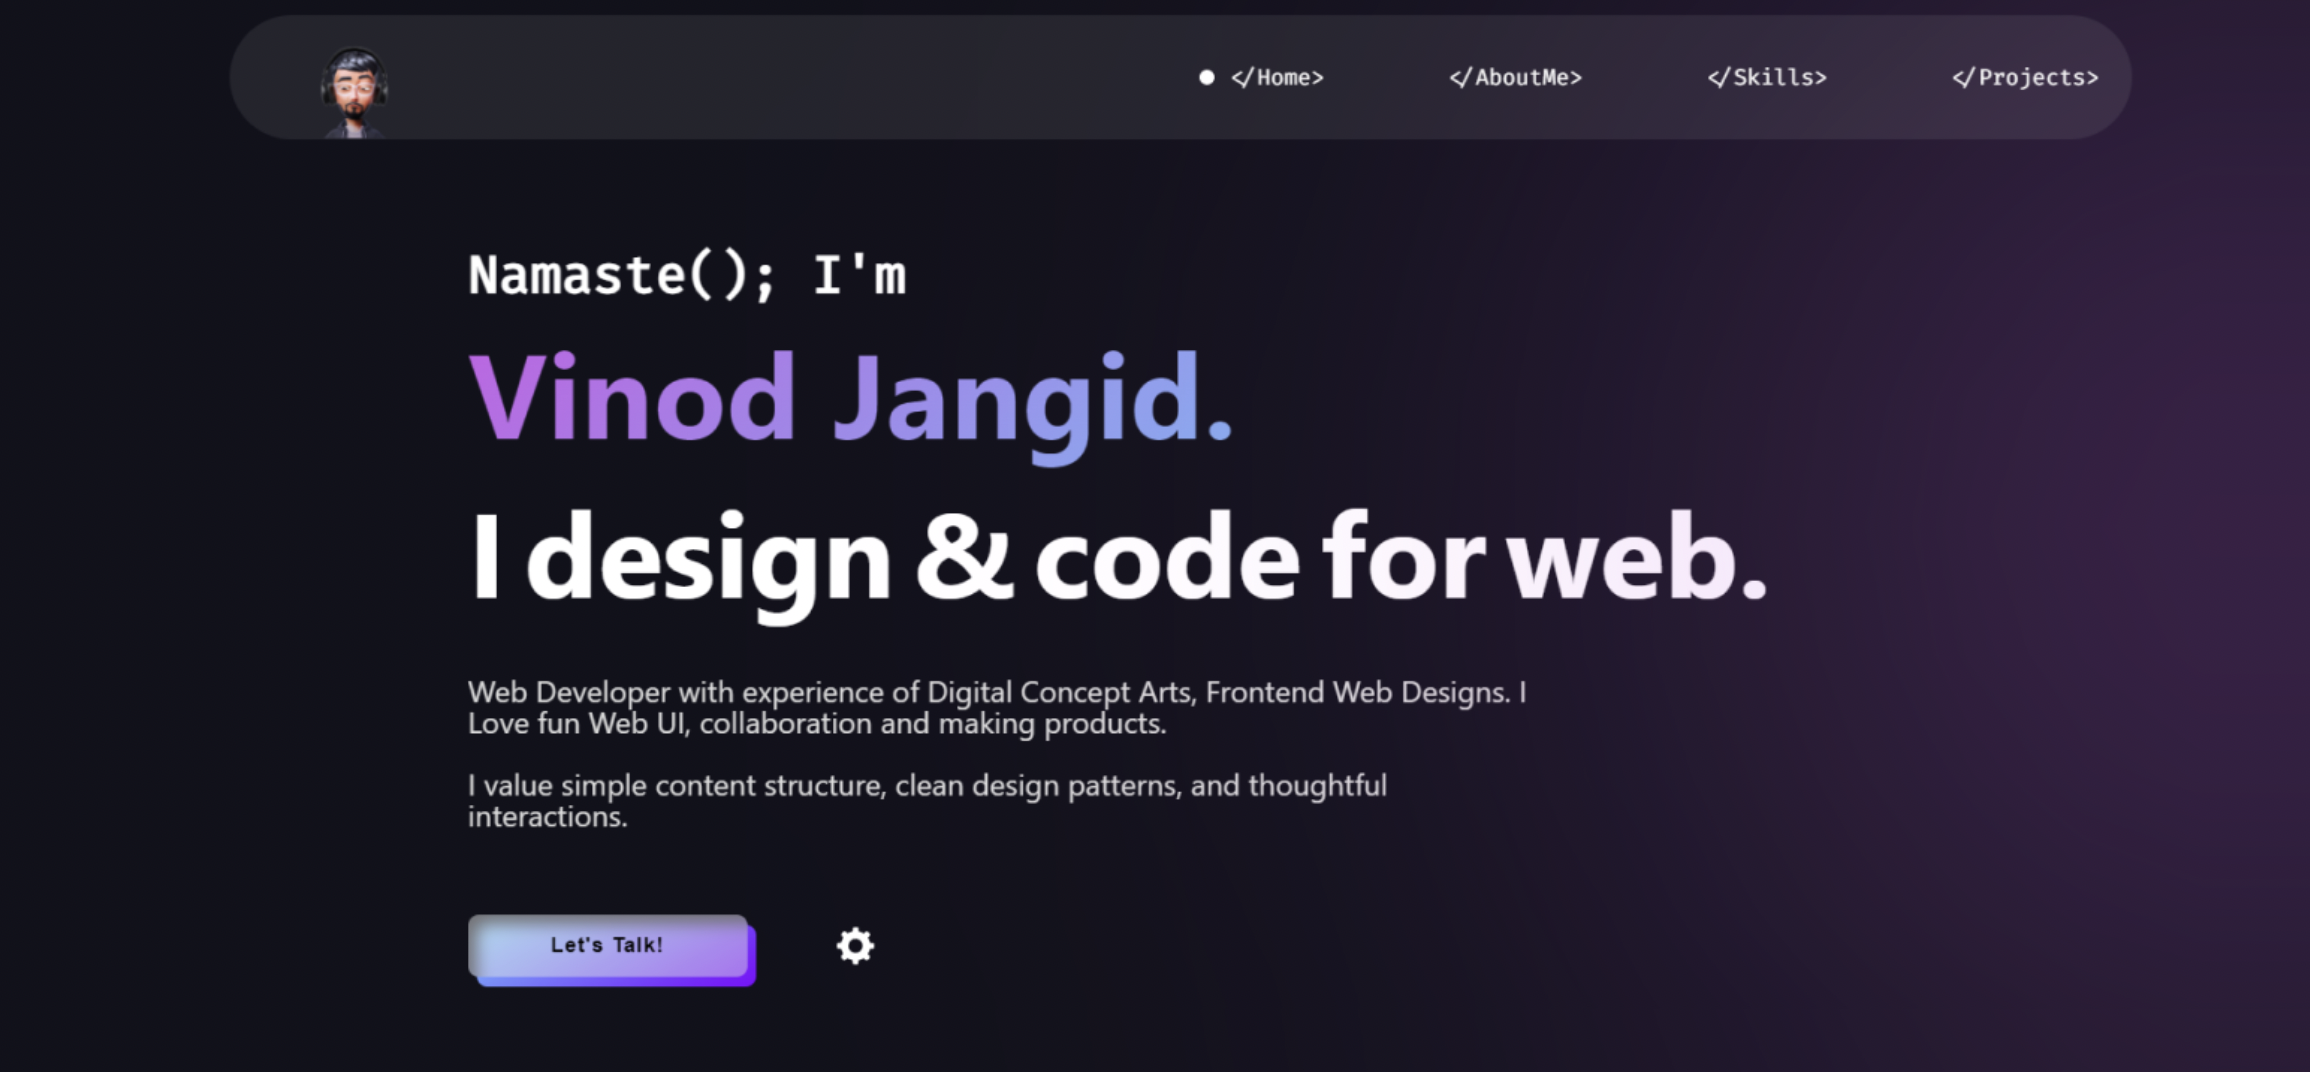 </Home>
</AboutMe>
</Skills>
</Projects>
Namaste(); I'm
Vinod Jangid.
I design & code for web.
Web Developer with experience of Digital Concept Arts, Frontend Web Designs. I
Love fun Web UI, collaboration and making products.
I value simple content structure, clean design patterns, and thoughtful
interactions.
Let's Talk!